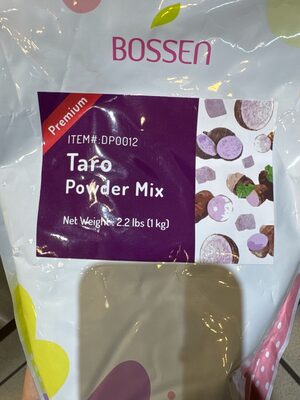 BOSSEN
Premium
ITEM#:DP0012
Taro
Powder Mix
Net Weight: 2.2 lbs (1 kg)